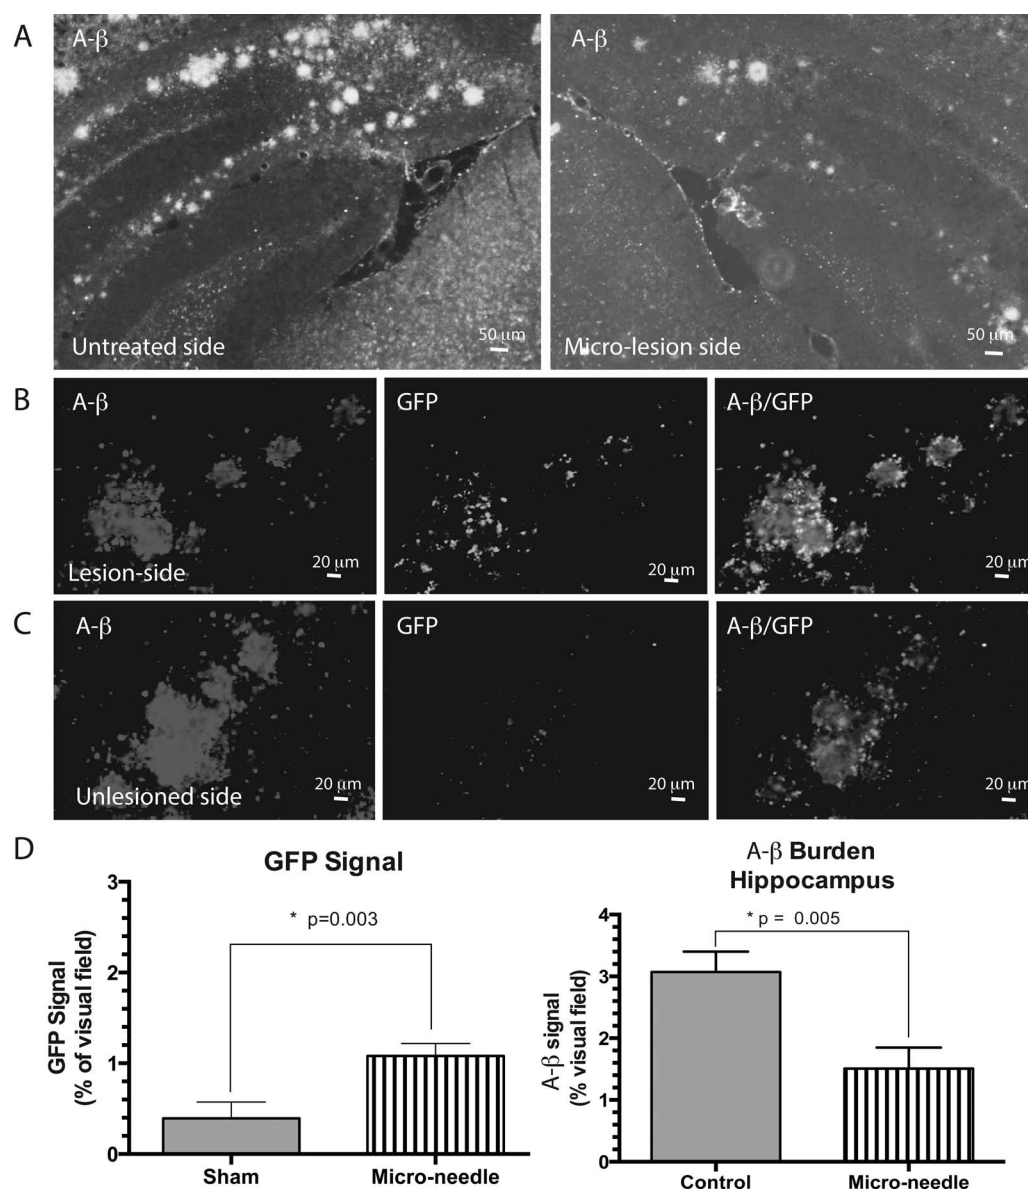 A
A-β
Untreated side
50 μm
A-β
Micro-lesion side
50 μm
B
A-β
Lesion-side
20 μm
GFP
20 μm
A-β/GFP
20 μm
C
A-β
Unlesioned side
20 μm
GFP
20 μm
A-β/GFP
20 μm
D
GFP Signal
* p=0.003
GFP Signal
(% of visual field)
3
2
1
0
Sham
Micro-needle
A-β Burden
Hippocampus
* p = 0.005
A-β signal
(% visual field)
4
3
2
1
0
Control
Micro-needle